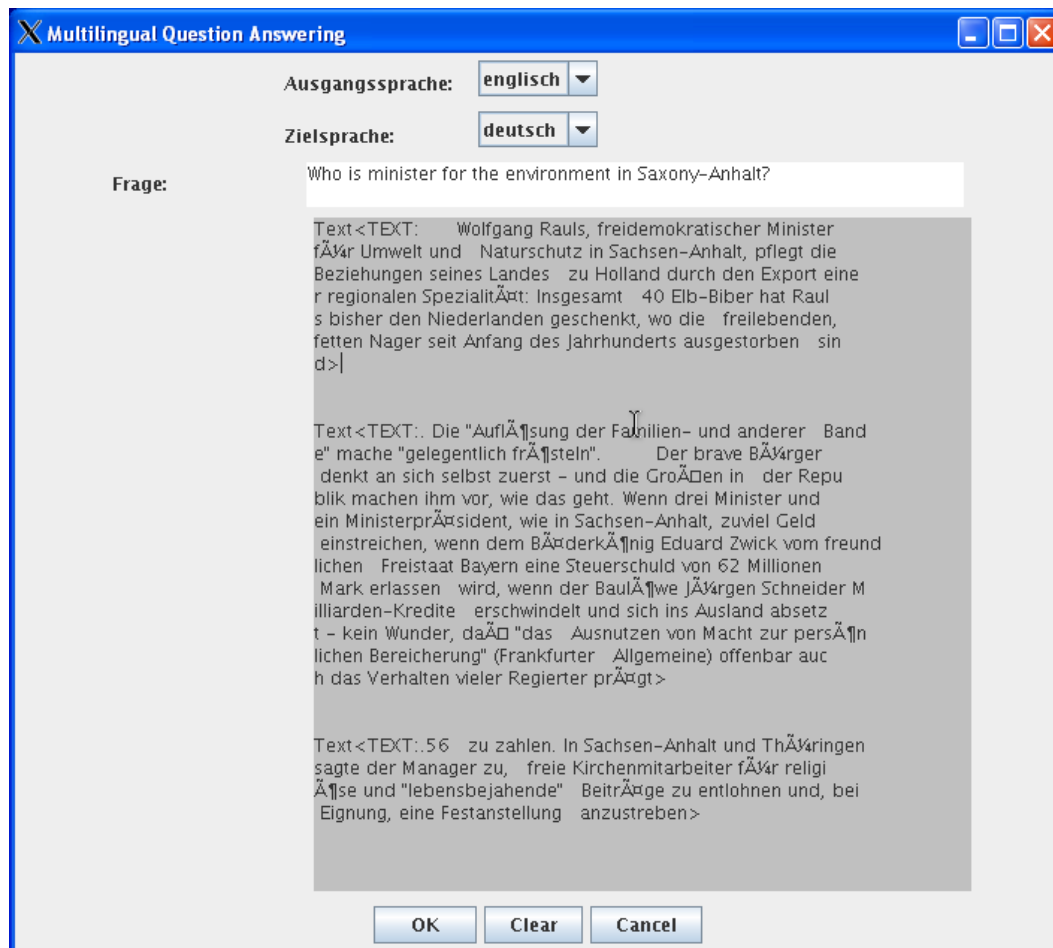 Multilingual Question Answering
Ausgangssprache: englisch
Zielsprache: deutsch
Frage: Who is minister for the environment in Saxony-Anhalt?
Text<TEXT: Wolfgang Rauls, freidemokratischer Minister
fÃ¼r Umwelt und Naturschutz in Sachsen-Anhalt, pflegt die
Beziehungen seines Landes zu Holland durch den Export eine
r regionalen SpezialitÃ¤t: Insgesamt 40 Elb-Biber hat Raul
s bisher den Niederlanden geschenkt, wo die freilebenden,
fetten Nager seit Anfang des Jahrhunderts ausgestorben sin
d>
Text<TEXT:. Die "AuflÃ¶sung der Familien- und anderer Band
e" mache "gelegentlich frÃ¶steln". Der brave BÃ¼rger
denkt an sich selbst zuerst - und die GroÃ□en in der Repu
blik machen ihm vor, wie das geht. Wenn drei Minister und
ein MinisterprÃ¤sident, wie in Sachsen-Anhalt, zuviel Geld
einstreichen, wenn dem BÃ¤derkÃ¶nig Eduard Zwick vom freund
lichen Freistaat Bayern eine Steuerschuld von 62 Millionen
Mark erlassen wird, wenn der BaulÃ¶we JÃ¼rgen Schneider M
illiarden-Kredite erschwindelt und sich ins Ausland absetz
t - kein Wunder, daÃ□ "das Ausnutzen von Macht zur persÃ¶n
lichen Bereicherung" (Frankfurter Allgemeine) offenbar auc
h das Verhalten vieler Regierter prÃ¤gt>
Text<TEXT:.56 zu zahlen. In Sachsen-Anhalt und ThÃ¼ringen
sagte der Manager zu, freie Kirchenmitarbeiter fÃ¼r religi
Ã¶se und "lebensbejahende" BeitrÃ¤ge zu entlohnen und, bei
Eignung, eine Festanstellung anzustreben>
OK Clear Cancel